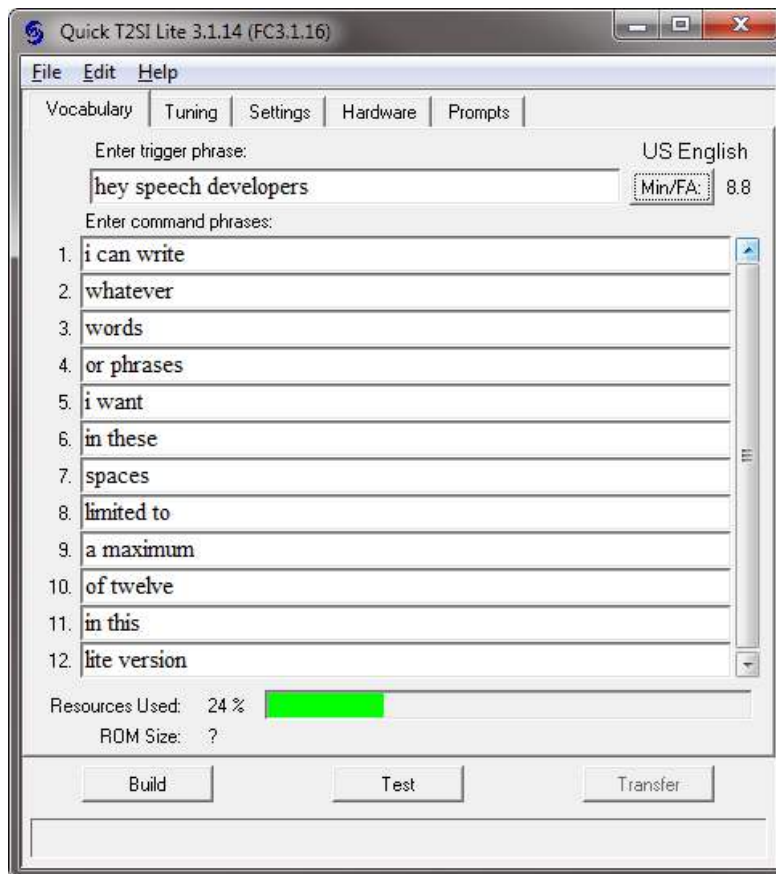 Quick T2SI Lite 3.1.14 (FC3.1.16)
File Edit Help
Vocabulary Tuning Settings Hardware Prompts
Enter trigger phrase: US English
hey speech developers Min/FA: 8.8
Enter command phrases:
1. i can write
2. whatever
3. words
4. or phrases
5. i want
6. in these
7. spaces
8. limited to
9. a maximum
10. of twelve
11. in this
12. lite version
Resources Used: 24 %
ROM Size: ?
Build Test Transfer